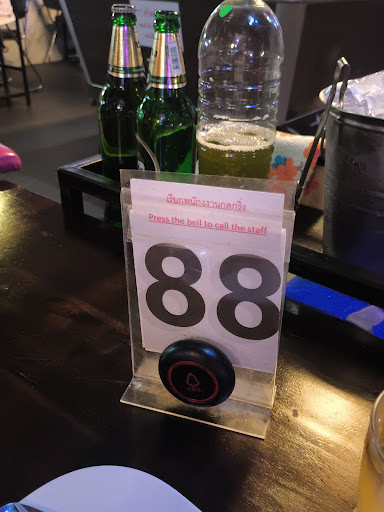 เรียกพนักงานกดกริ่ง
Press the bell to call the staff
88
CALL